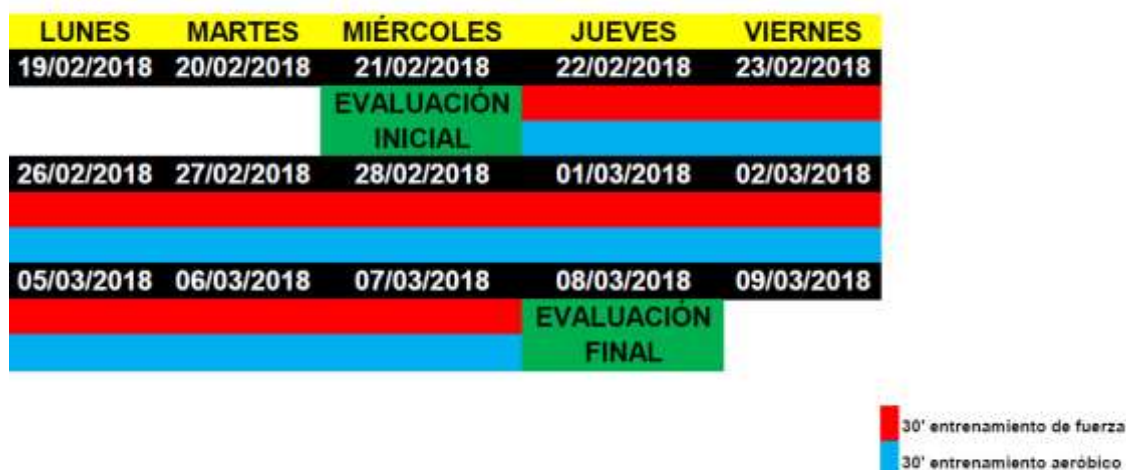 LUNES MARTES MIÉRCOLES JUEVES VIERNES
19/02/2018 20/02/2018 21/02/2018 22/02/2018 23/02/2018
EVALUACIÓN
INICIAL
26/02/2018 27/02/2018 28/02/2018 01/03/2018 02/03/2018
05/03/2018 06/03/2018 07/03/2018 08/03/2018 09/03/2018
EVALUACIÓN
FINAL
30' entrenamiento de fuerza
30' entrenamiento aeróbico